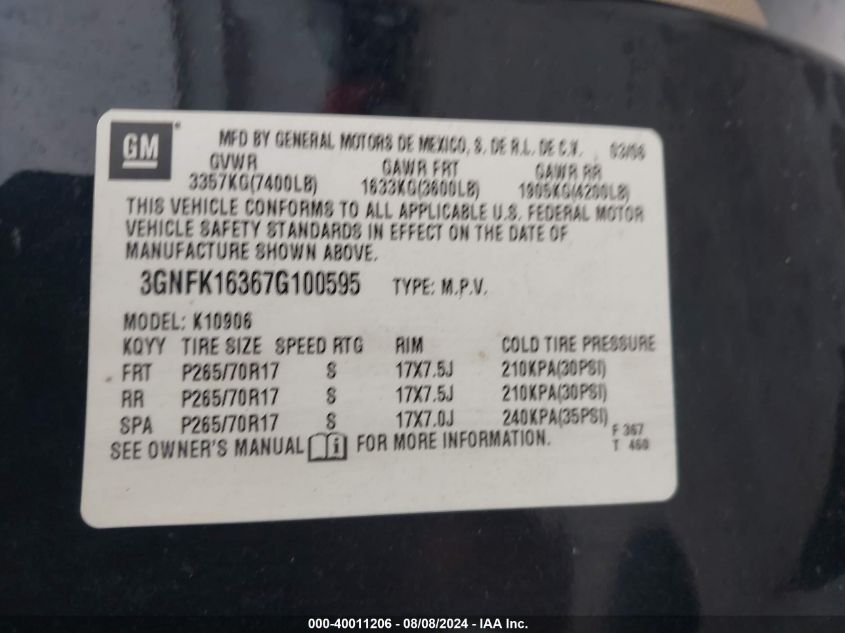 GM MFD BY GENERAL MOTORS DE MEXICO, S. DE R.L. DE C.V. 03/06
GVWR GAWR FRT GAWR RR
3357KG(7400LB) 1633KG(3600LB) 1905KG(4200LB)
THIS VEHICLE CONFORMS TO ALL APPLICABLE U.S. FEDERAL MOTOR
VEHICLE SAFETY STANDARDS IN EFFECT ON THE DATE OF
MANUFACTURE SHOWN ABOVE.
3GNFK16367G100595 TYPE: M.P.V.
MODEL: K10906
KQYY TIRE SIZE SPEED RTG RIM COLD TIRE PRESSURE
FRT P265/70R17 S 17X7.5J 210KPA(30PSI)
RR P265/70R17 S 17X7.5J 210KPA(30PSI)
SPA P265/70R17 S 17X7.0J 240KPA(35PSI)
F 367
SEE OWNER'S MANUAL i FOR MORE INFORMATION. T 460
000-40011206 - 08/08/2024 - IAA Inc.